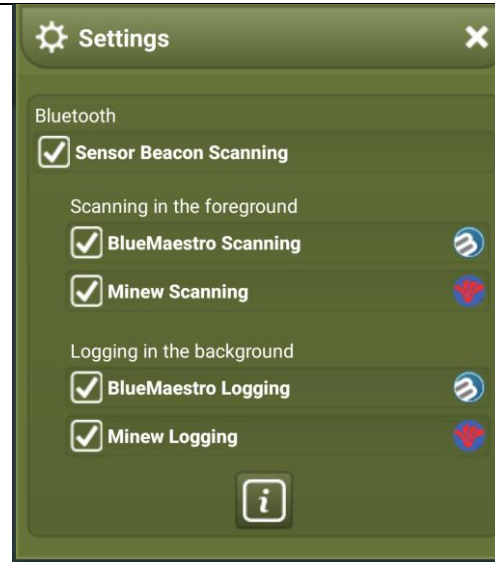 Settings
Bluetooth
Sensor Beacon Scanning
Scanning in the foreground
BlueMaestro Scanning
Minew Scanning
Logging in the background
BlueMaestro Logging
Minew Logging
i